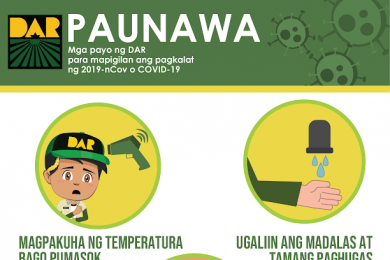 DAR
PAUNAWA
Mga payo ng DAR
para mapigilan ang pagkalat
ng 2019-nCov o COVID-19
DAR
MAGPAKUHA NG TEMPERATURA
BAGO PUMASOK
UGALIIN ANG MADALAS AT
TAMANG PAGHUGAS